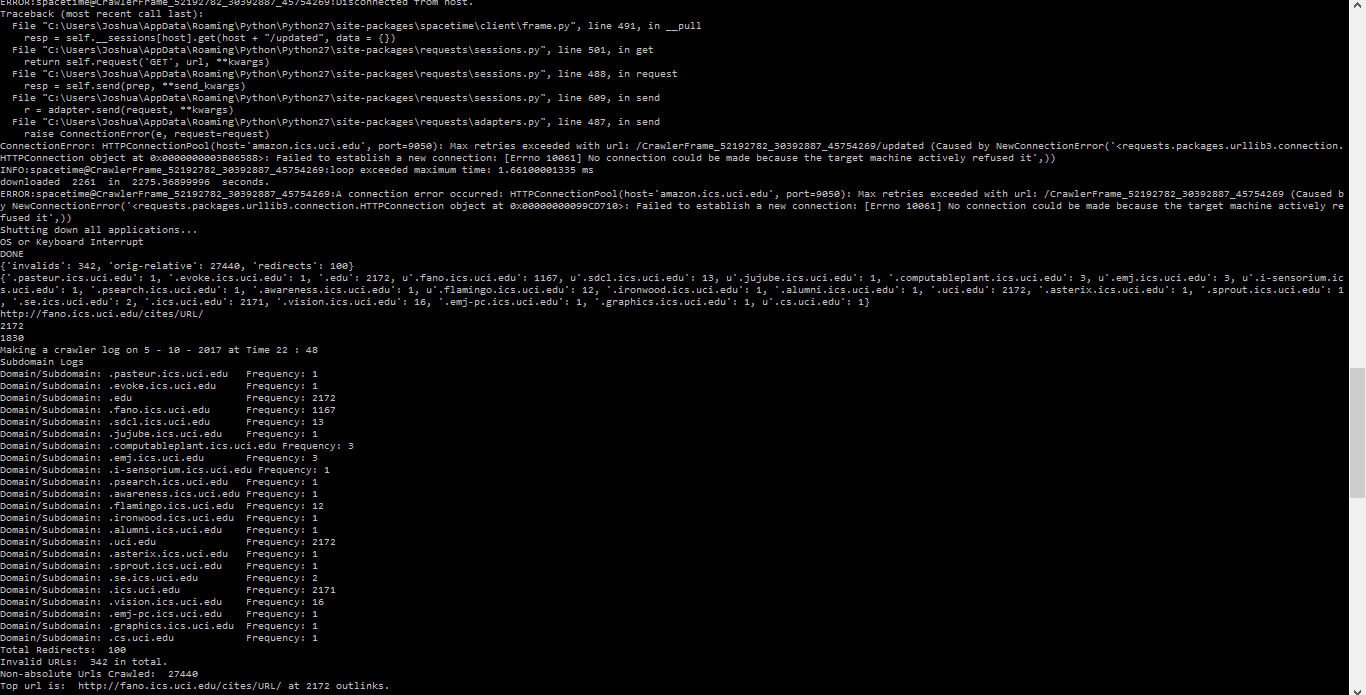 ERROR:spacetime@CrawlerFrame_52192782_30392887_45754269:Disconnected from host.
Traceback (most recent call last):
  File "C:\Users\Joshua\AppData\Roaming\Python\Python27\site-packages\spacetime\client\frame.py", line 491, in __pull
    resp = self.__sessions[host].get(host + "/updated", data = {})
  File "C:\Users\Joshua\AppData\Roaming\Python\Python27\site-packages\requests\sessions.py", line 501, in get
    return self.request('GET', url, **kwargs)
  File "C:\Users\Joshua\AppData\Roaming\Python\Python27\site-packages\requests\sessions.py", line 488, in request
    resp = self.send(prep, **send_kwargs)
  File "C:\Users\Joshua\AppData\Roaming\Python\Python27\site-packages\requests\sessions.py", line 609, in send
    r = adapter.send(request, **kwargs)
  File "C:\Users\Joshua\AppData\Roaming\Python\Python27\site-packages\requests\adapters.py", line 487, in send
    raise ConnectionError(e, request=request)
ConnectionError: HTTPConnectionPool(host='amazon.ics.uci.edu', port=9050): Max retries exceeded with url: /CrawlerFrame_52192782_30392887_45754269/updated (Caused by NewConnectionError('<requests.packages.urllib3.connection.
HTTPConnection object at 0x0000000003B06588>: Failed to establish a new connection: [Errno 10061] No connection could be made because the target machine actively refused it',))
INFO:spacetime@CrawlerFrame_52192782_30392887_45754269:loop exceeded maximum time: 1.66100001335 ms
downloaded  2261  in  2275.36899996  seconds.
ERROR:spacetime@CrawlerFrame_52192782_30392887_45754269:A connection error occurred: HTTPConnectionPool(host='amazon.ics.uci.edu', port=9050): Max retries exceeded with url: /CrawlerFrame_52192782_30392887_45754269 (Caused b
y NewConnectionError('<requests.packages.urllib3.connection.HTTPConnection object at 0x00000000099CD710>: Failed to establish a new connection: [Errno 10061] No connection could be made because the target machine actively re
fused it',))
Shutting down all applications...
OS or Keyboard Interrupt
DONE
{'invalids': 342, 'orig-relative': 27440, 'redirects': 100}
{'.pasteur.ics.uci.edu': 1, '.evoke.ics.uci.edu': 1, '.edu': 2172, u'.fano.ics.uci.edu': 1167, u'.sdcl.ics.uci.edu': 13, u'.jujube.ics.uci.edu': 1, '.computableplant.ics.uci.edu': 3, u'.emj.ics.uci.edu': 3, u'.i-sensorium.ic
s.uci.edu': 1, '.psearch.ics.uci.edu': 1, '.awareness.ics.uci.edu': 1, u'.flamingo.ics.uci.edu': 12, '.ironwood.ics.uci.edu': 1, '.alumni.ics.uci.edu': 1, '.uci.edu': 2172, '.asterix.ics.uci.edu': 1, '.sprout.ics.uci.edu': 1
, '.se.ics.uci.edu': 2, '.ics.uci.edu': 2171, '.vision.ics.uci.edu': 16, '.emj-pc.ics.uci.edu': 1, '.graphics.ics.uci.edu': 1, u'.cs.uci.edu': 1}
http://fano.ics.uci.edu/cites/URL/
2172
1830
Making a crawler log on 5 - 10 - 2017 at Time 22 : 48
Subdomain Logs
Domain/Subdomain: .pasteur.ics.uci.edu   Frequency: 1
Domain/Subdomain: .evoke.ics.uci.edu     Frequency: 1
Domain/Subdomain: .edu                   Frequency: 2172
Domain/Subdomain: .fano.ics.uci.edu      Frequency: 1167
Domain/Subdomain: .sdcl.ics.uci.edu      Frequency: 13
Domain/Subdomain: .jujube.ics.uci.edu    Frequency: 1
Domain/Subdomain: .computableplant.ics.uci.edu Frequency: 3
Domain/Subdomain: .emj.ics.uci.edu       Frequency: 3
Domain/Subdomain: .i-sensorium.ics.uci.edu Frequency: 1
Domain/Subdomain: .psearch.ics.uci.edu   Frequency: 1
Domain/Subdomain: .awareness.ics.uci.edu Frequency: 1
Domain/Subdomain: .flamingo.ics.uci.edu  Frequency: 12
Domain/Subdomain: .ironwood.ics.uci.edu  Frequency: 1
Domain/Subdomain: .alumni.ics.uci.edu    Frequency: 1
Domain/Subdomain: .uci.edu               Frequency: 2172
Domain/Subdomain: .asterix.ics.uci.edu   Frequency: 1
Domain/Subdomain: .sprout.ics.uci.edu    Frequency: 1
Domain/Subdomain: .se.ics.uci.edu        Frequency: 2
Domain/Subdomain: .ics.uci.edu           Frequency: 2171
Domain/Subdomain: .vision.ics.uci.edu    Frequency: 16
Domain/Subdomain: .emj-pc.ics.uci.edu    Frequency: 1
Domain/Subdomain: .graphics.ics.uci.edu  Frequency: 1
Domain/Subdomain: .cs.uci.edu            Frequency: 1
Total Redirects:  100
Invalid URLs:  342 in total.
Non-absolute Urls Crawled:  27440
Top url is:  http://fano.ics.uci.edu/cites/URL/ at 2172 outlinks.